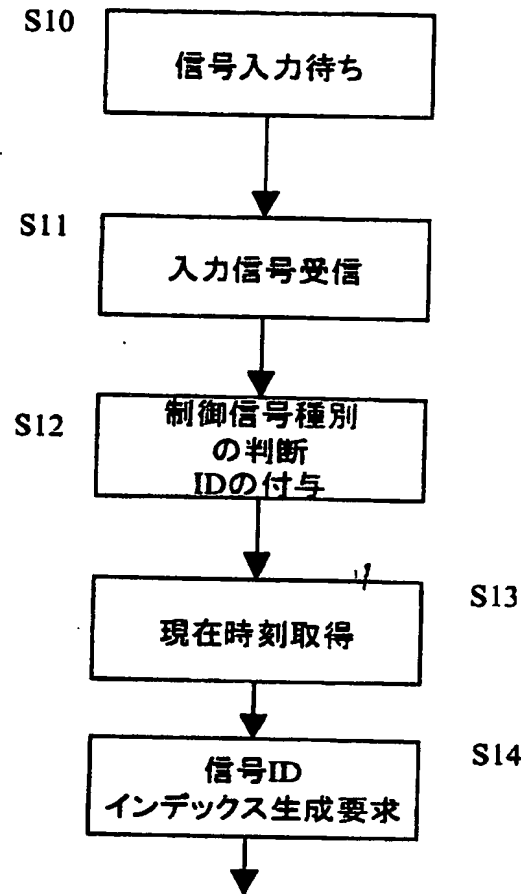 S10
信号入力待ち
S11
入力信号受信
S12
制御信号種別
の判断
IDの付与
S13
現在時刻取得
S14
信号ID
インデックス生成要求